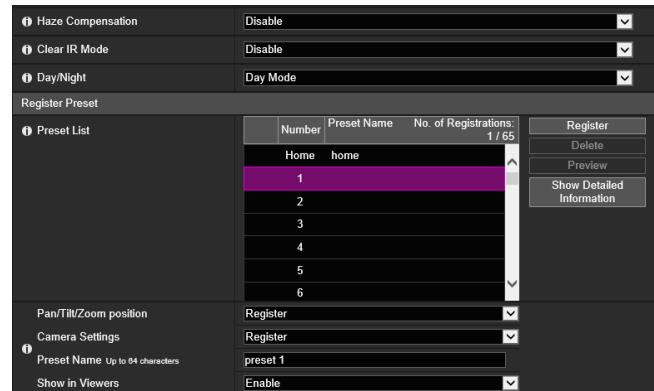 Haze Compensation Disable
Clear IR Mode Disable
Day/Night Day Mode
Register Preset
Preset List
Number Preset Name No. of Registrations:
1 / 65
Home home
1
2
3
4
5
6
Register
Delete
Preview
Show Detailed
Information
Pan/Tilt/Zoom position Register
Camera Settings Register
Preset Name Up to 64 characters preset 1
Show in Viewers Enable